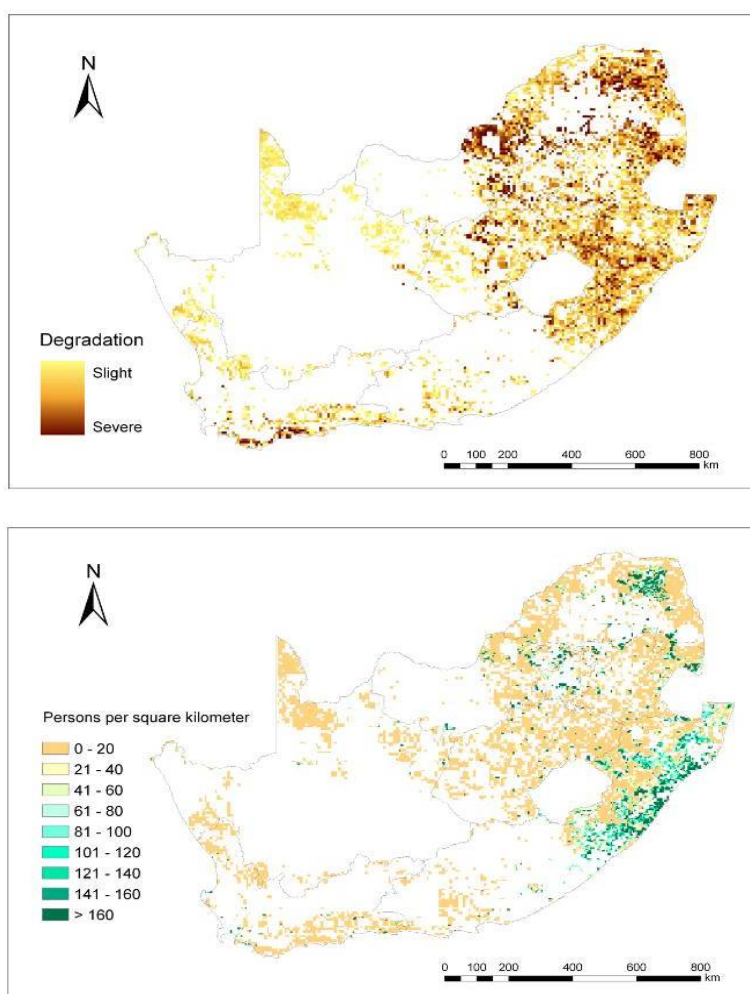 N
Degradation
Slight
Severe
0 100 200 400 600 800
km
N
Persons per square kilometer
0 - 20
21 - 40
41 - 60
61 - 80
81 - 100
101 - 120
121 - 140
141 - 160
> 160
0 100 200 400 600 800
km